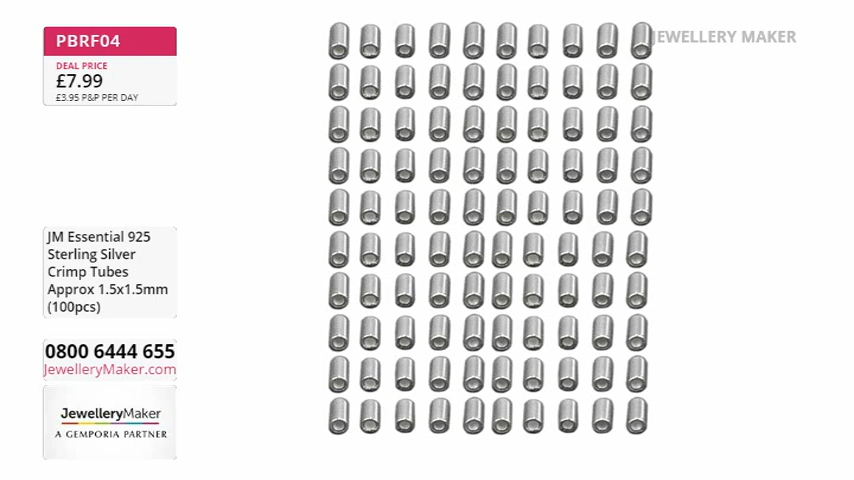 PBRF04
DEAL PRICE
£7.99
£3.95 P&P PER DAY
JEWELLERY MAKER
JM Essential 925
Sterling Silver
Crimp Tubes
Approx 1.5x1.5mm
(100pcs)
0800 6444 655
JewelleryMaker.com
JewelleryMaker
A GEMPORIA PARTNER